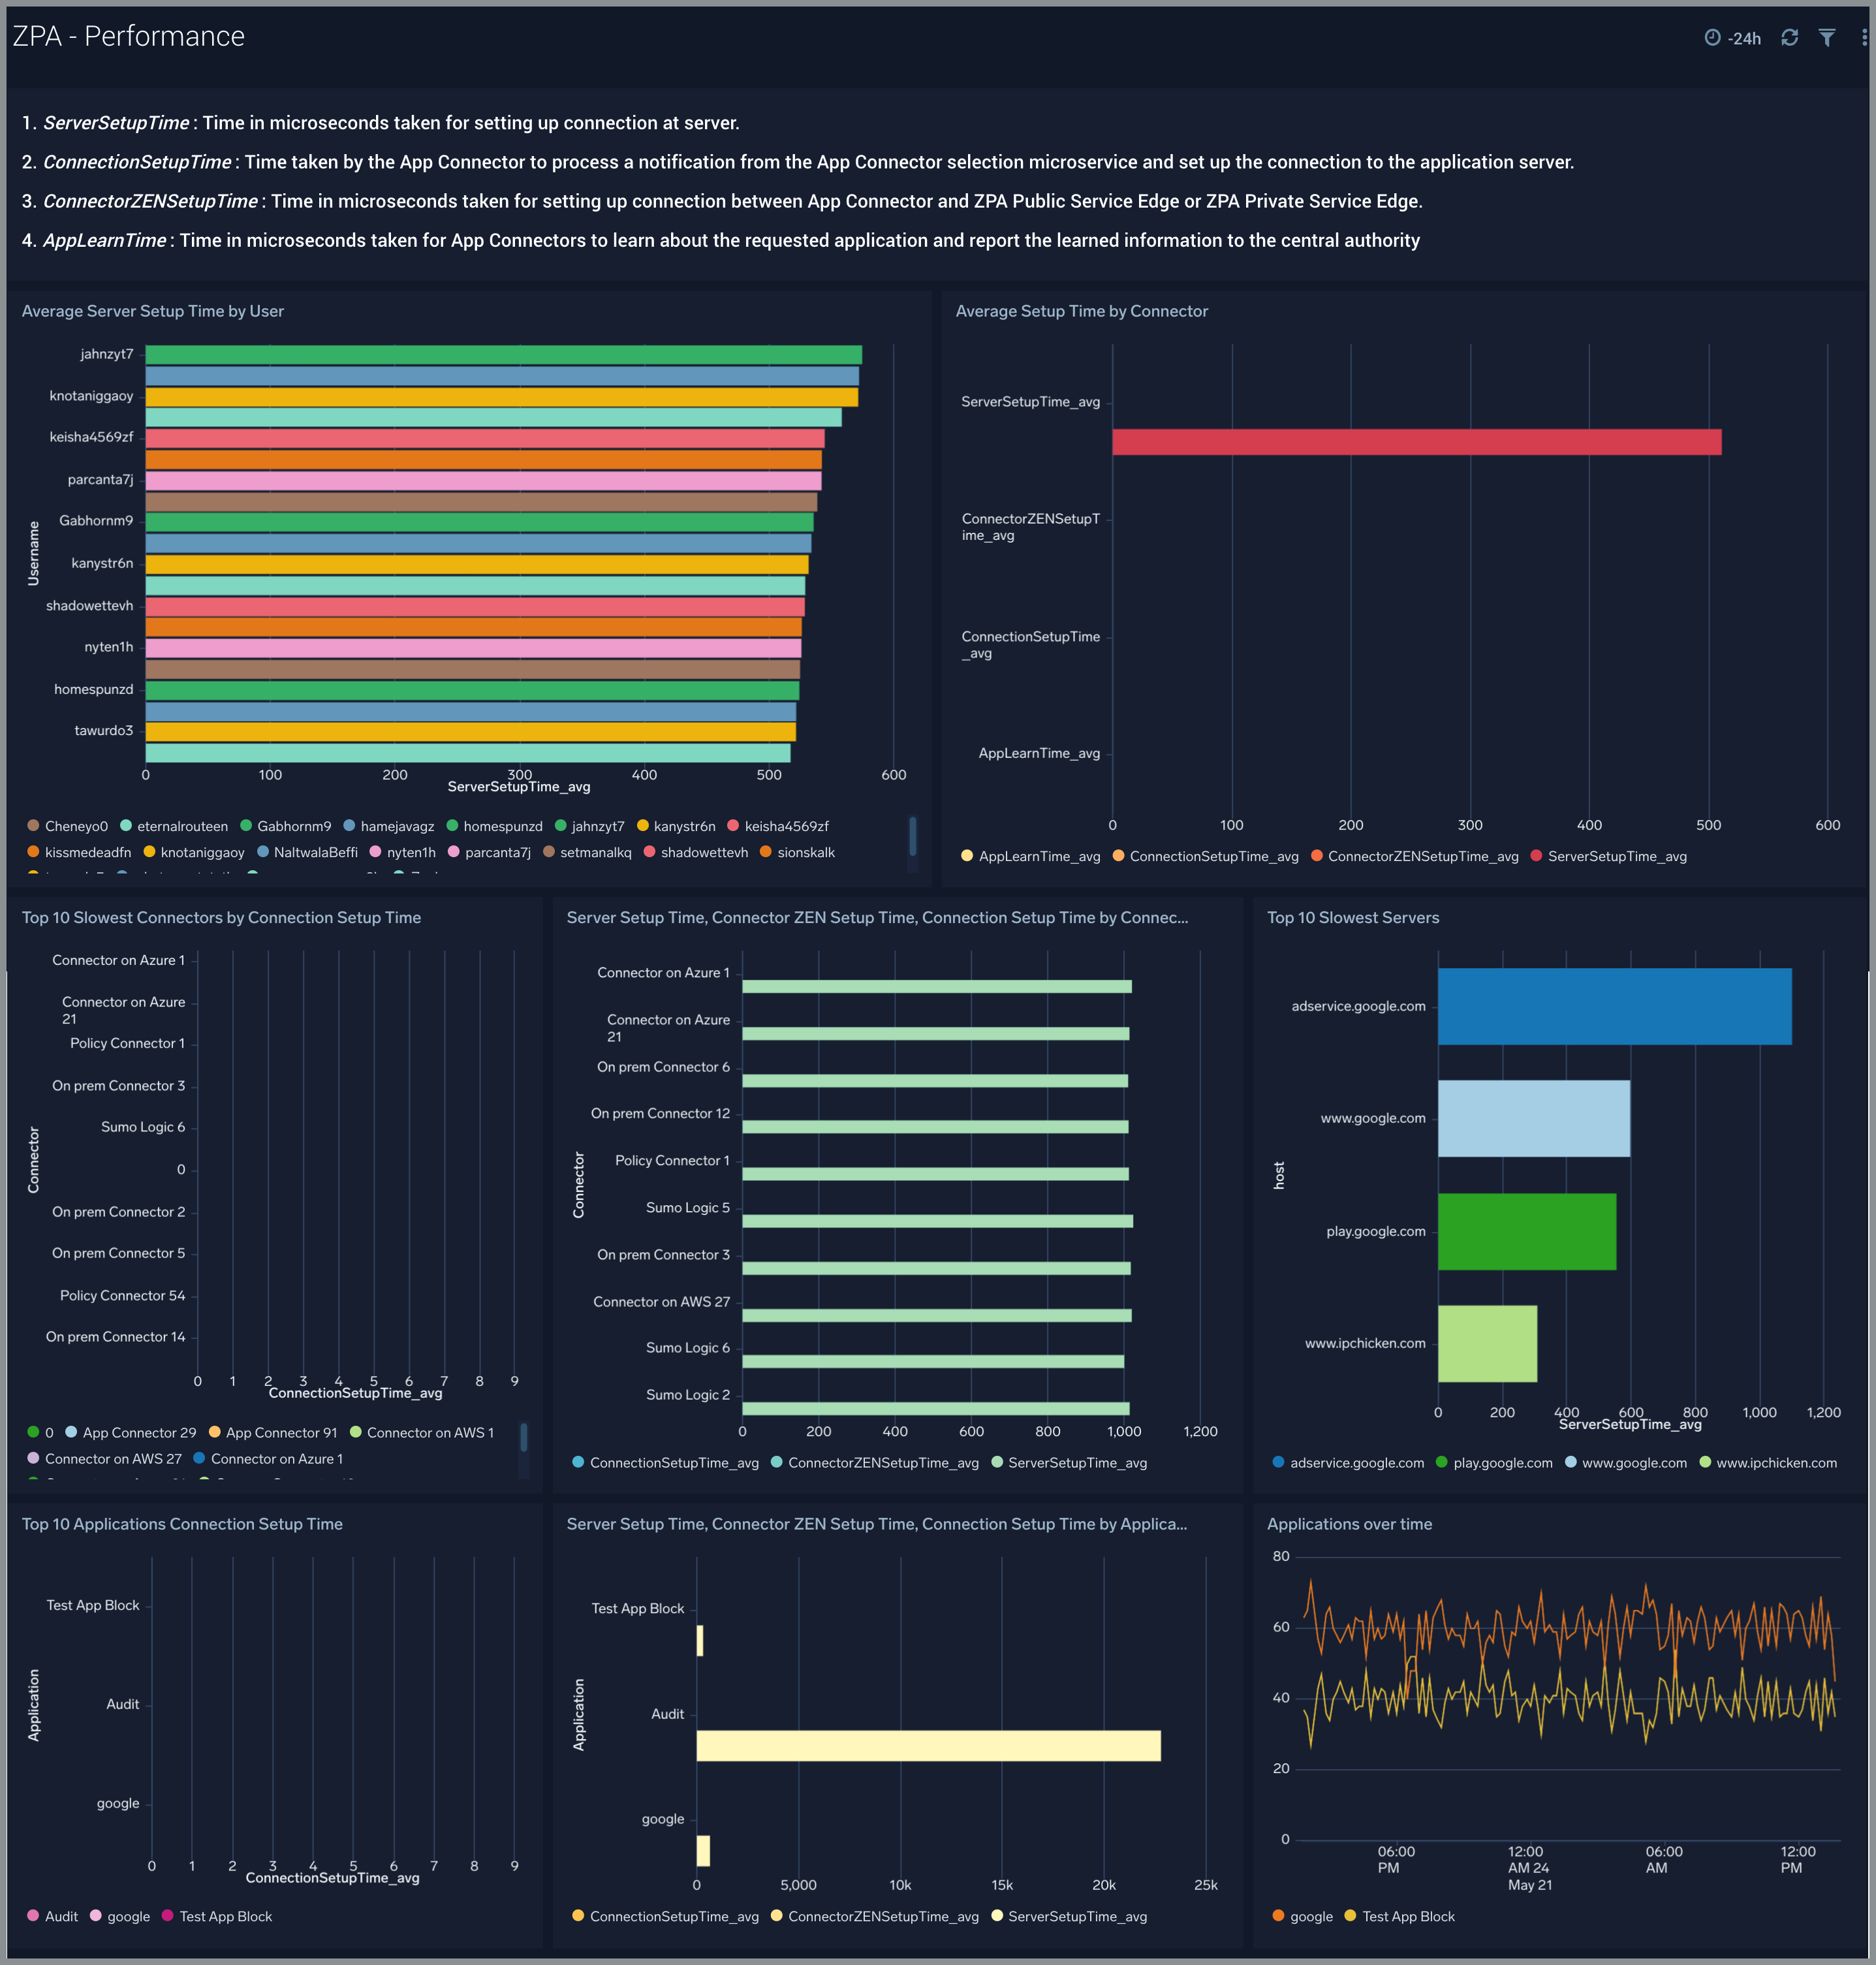 ZPA - Performance
-24h
1. ServerSetupTime : Time in microseconds taken for setting up connection at server.
2. ConnectionSetupTime : Time taken by the App Connector to process a notification from the App Connector selection microservice and set up the connection to the application server.
3. ConnectorZENSetupTime : Time in microseconds taken for setting up connection between App Connector and ZPA Public Service Edge or ZPA Private Service Edge.
4. AppLearnTime : Time in microseconds taken for App Connectors to learn about the requested application and report the learned information to the central authority
Average Server Setup Time by User
Username
jahnzyt7
knotaniggaoy
keisha4569zf
parcanta7j
Gabhornm9
kanystr6n
shadowettevh
nyten1h
homespunzd
tawurdo3
0 100 200 300 400 500 600
ServerSetupTime_avg
Cheneyo0 eternalrouteen Gabhornm9 hamejavagz homespunzd jahnzyt7 kanystr6n keisha4569zf
kissmedeadfn knotaniggaoy NaltwalaBeffi nyten1h parcanta7j setmanalkq shadowettevh sionskalk
Average Setup Time by Connector
ServerSetupTime_avg
ConnectorZENSetupT
ime_avg
ConnectionSetupTime
_avg
AppLearnTime_avg
0 100 200 300 400 500 600
AppLearnTime_avg ConnectionSetupTime_avg ConnectorZENSetupTime_avg ServerSetupTime_avg
Top 10 Slowest Connectors by Connection Setup Time
Connector
Connector on Azure 1
Connector on Azure
21
Policy Connector 1
On prem Connector 3
Sumo Logic 6
0
On prem Connector 2
On prem Connector 5
Policy Connector 54
On prem Connector 14
0 1 2 3 4 5 6 7 8 9
ConnectionSetupTime_avg
0 App Connector 29 App Connector 91 Connector on AWS 1
Connector on AWS 27 Connector on Azure 1
Server Setup Time, Connector ZEN Setup Time, Connection Setup Time by Connec...
Connector
Connector on Azure 1
Connector on Azure
21
On prem Connector 6
On prem Connector 12
Policy Connector 1
Sumo Logic 5
On prem Connector 3
Connector on AWS 27
Sumo Logic 6
Sumo Logic 2
0 200 400 600 800 1,000 1,200
ConnectionSetupTime_avg ConnectorZENSetupTime_avg ServerSetupTime_avg
Top 10 Slowest Servers
host
adservice.google.com
www.google.com
play.google.com
www.ipchicken.com
0 200 400 600 800 1,000 1,200
ServerSetupTime_avg
adservice.google.com play.google.com www.google.com www.ipchicken.com
Top 10 Applications Connection Setup Time
Application
Test App Block
Audit
google
0 1 2 3 4 5 6 7 8 9
ConnectionSetupTime_avg
Audit google Test App Block
Server Setup Time, Connector ZEN Setup Time, Connection Setup Time by Applica...
Application
Test App Block
Audit
google
0 5,000 10k 15k 20k 25k
ConnectionSetupTime_avg ConnectorZENSetupTime_avg ServerSetupTime_avg
Applications over time
80
60
40
20
0
06:00 12:00 06:00 12:00
PM AM 24 AM PM
May 21
google Test App Block